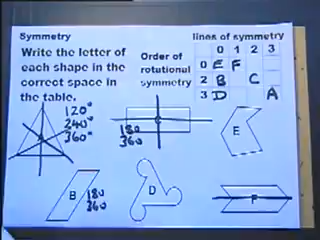 Symmetry
lines of symmetry
Write the letter of
each shape in the
correct space in
the table.
Order of
rotational
symmetry
0 1 2 3
0 E F
2 B C
3 D A
120°
240°
360°
A
180
360
C
E
B
180
360
D
F